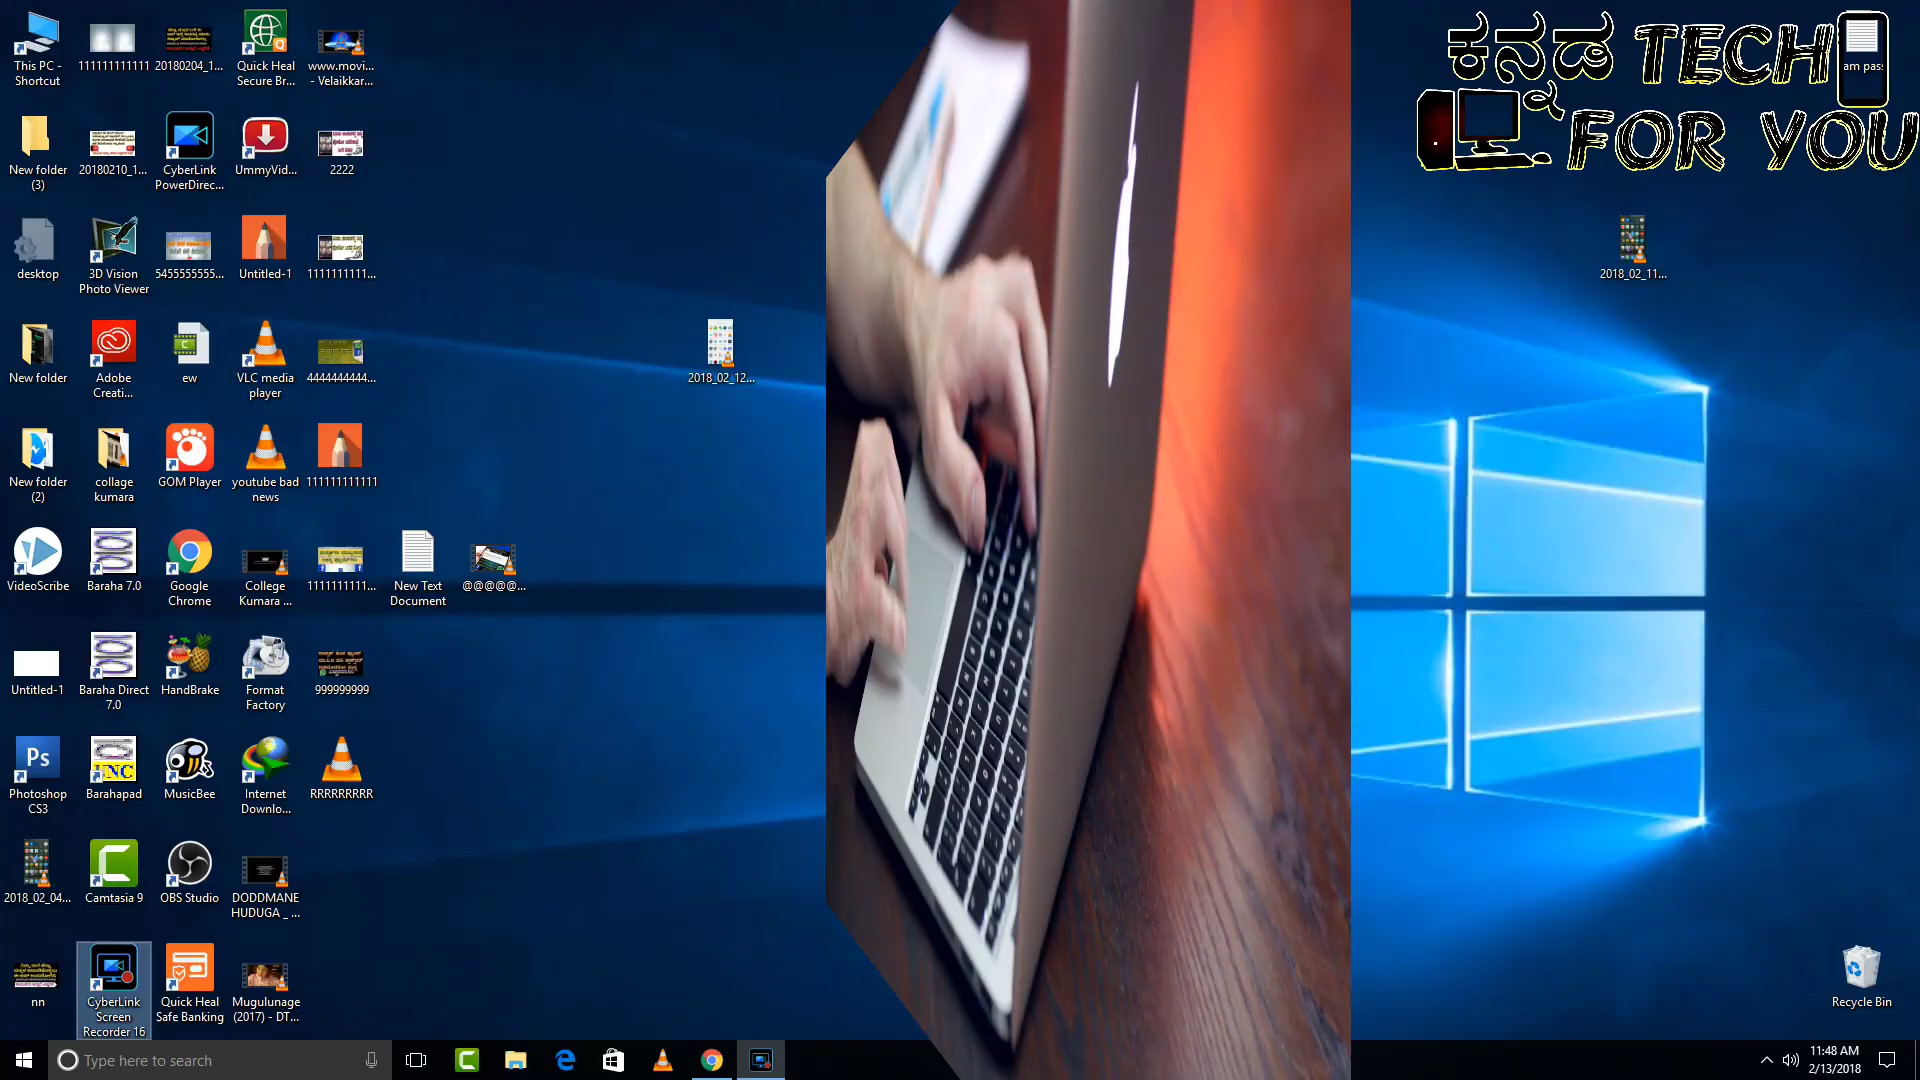 This PC -
Shortcut
111111111111
20180204_1...
Quick Heal
Secure Br...
www.movi...
- Velaikkar...
New folder
(3)
20180210_1...
CyberLink
PowerDirec...
UmmyVid...
2222
desktop
3D Vision
Photo Viewer
5455555555...
Untitled-1
1111111111...
New folder
Adobe
Creati...
ew
VLC media
player
4444444444...
2018_02_12...
New folder
(2)
collage
kumara
GOM Player
youtube bad
news
111111111111
VideoScribe
Baraha 7.0
Google
Chrome
College
Kumara ...
1111111111...
New Text
Document
@@@@@...
Untitled-1
Baraha Direct
7.0
HandBrake
Format
Factory
999999999
Ps
Photoshop
CS3
UNC
Barahapad
MusicBee
Internet
Downlo...
RRRRRRRRR
2018_02_04...
Camtasia 9
OBS Studio
DODDMANE
HUDUGA _ ...
nn
CyberLink
Screen
Recorder 16
Quick Heal
Safe Banking
Mugulunage
(2017) - DT...
ಕನ್ನಡ TECH
FOR YOU
am pas
2018_02_11...
Recycle Bin
Type here to search
11:48 AM
2/13/2018